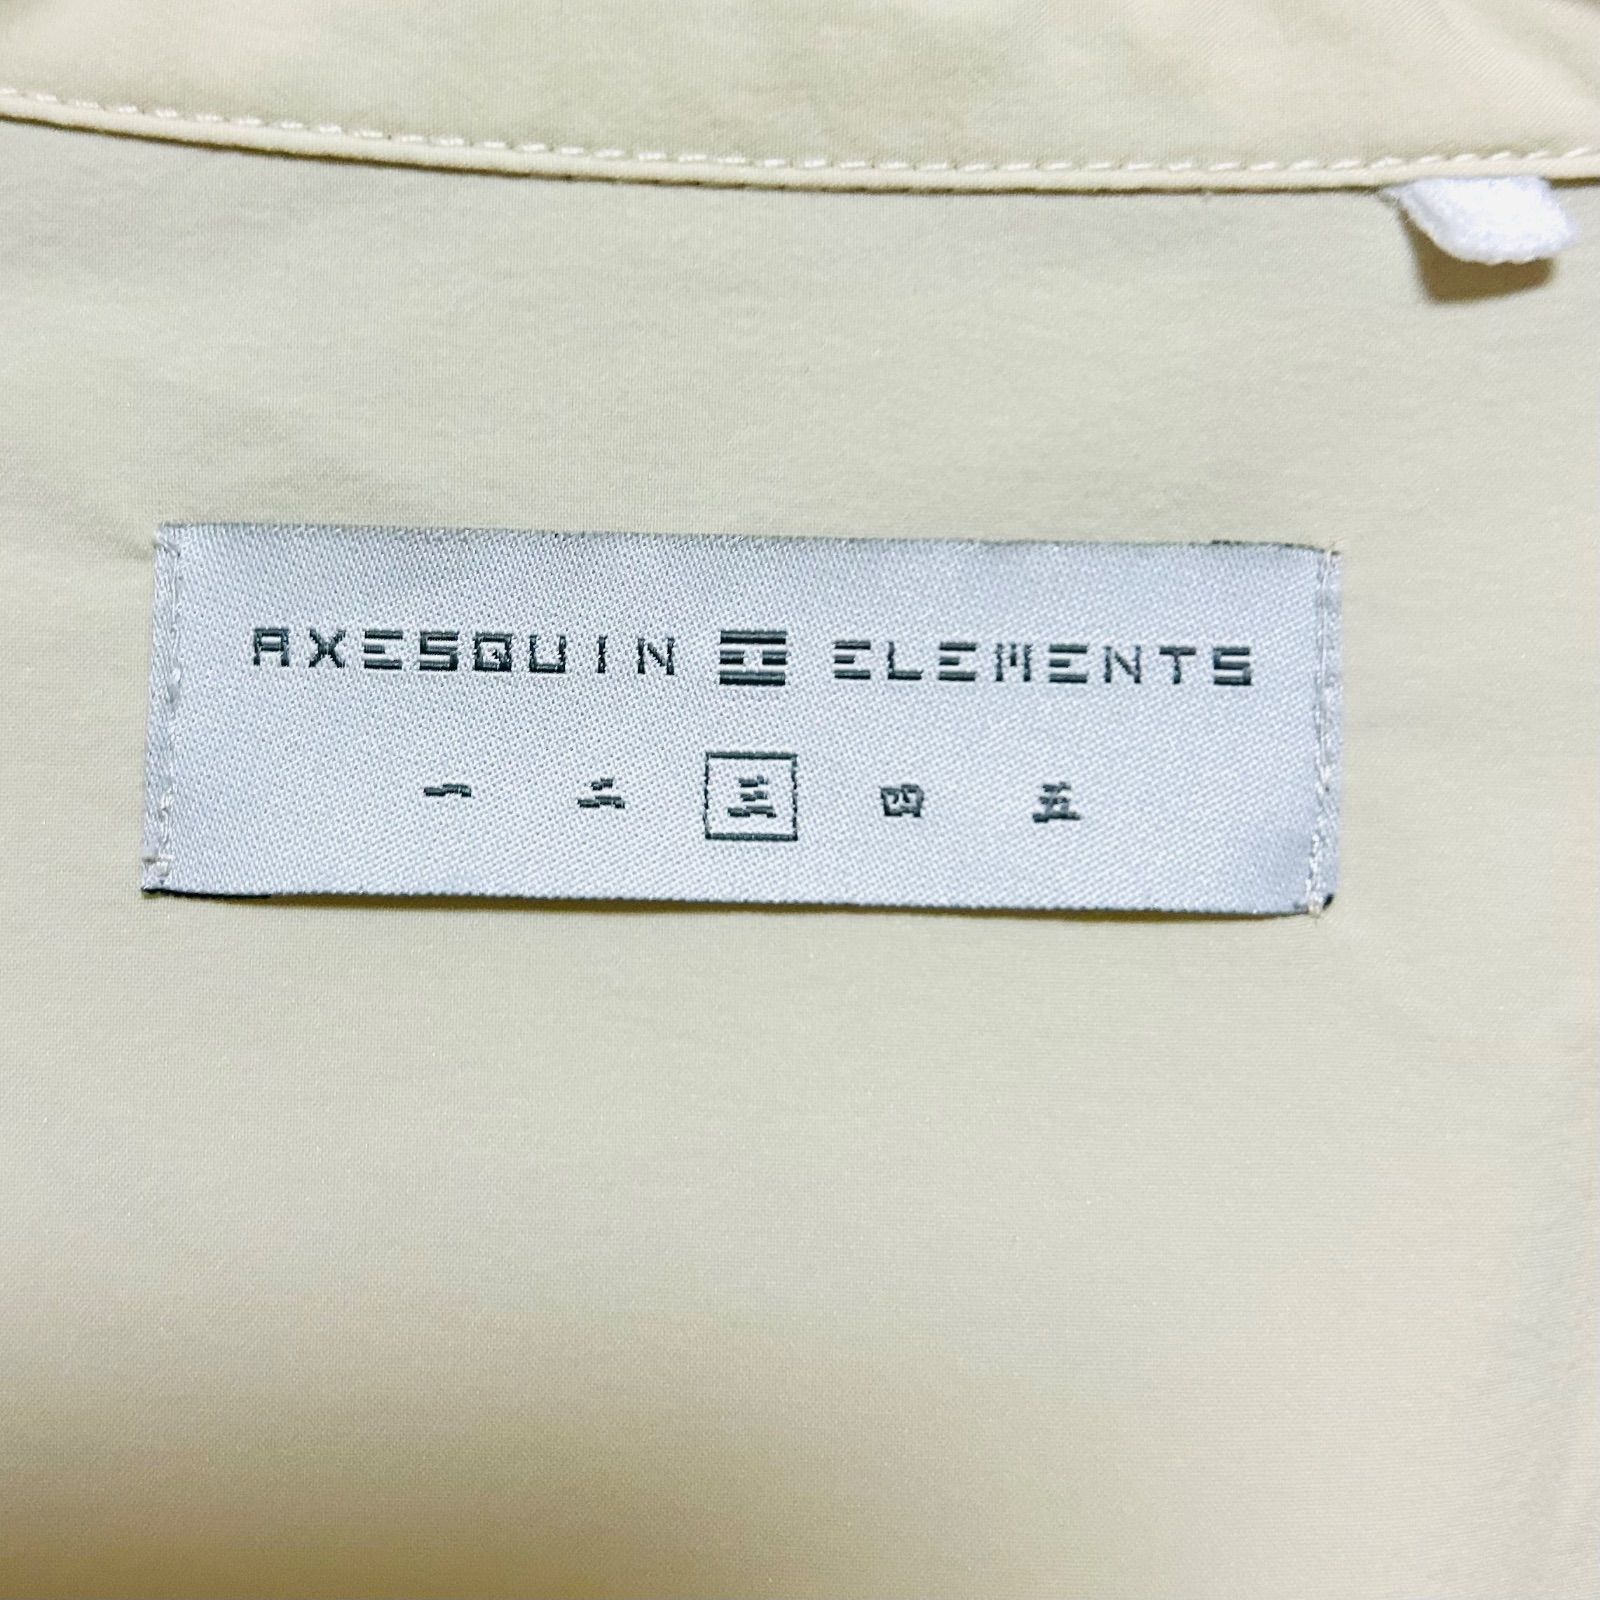 AXESQUIN ELEMENTS
一 二 三 四 五